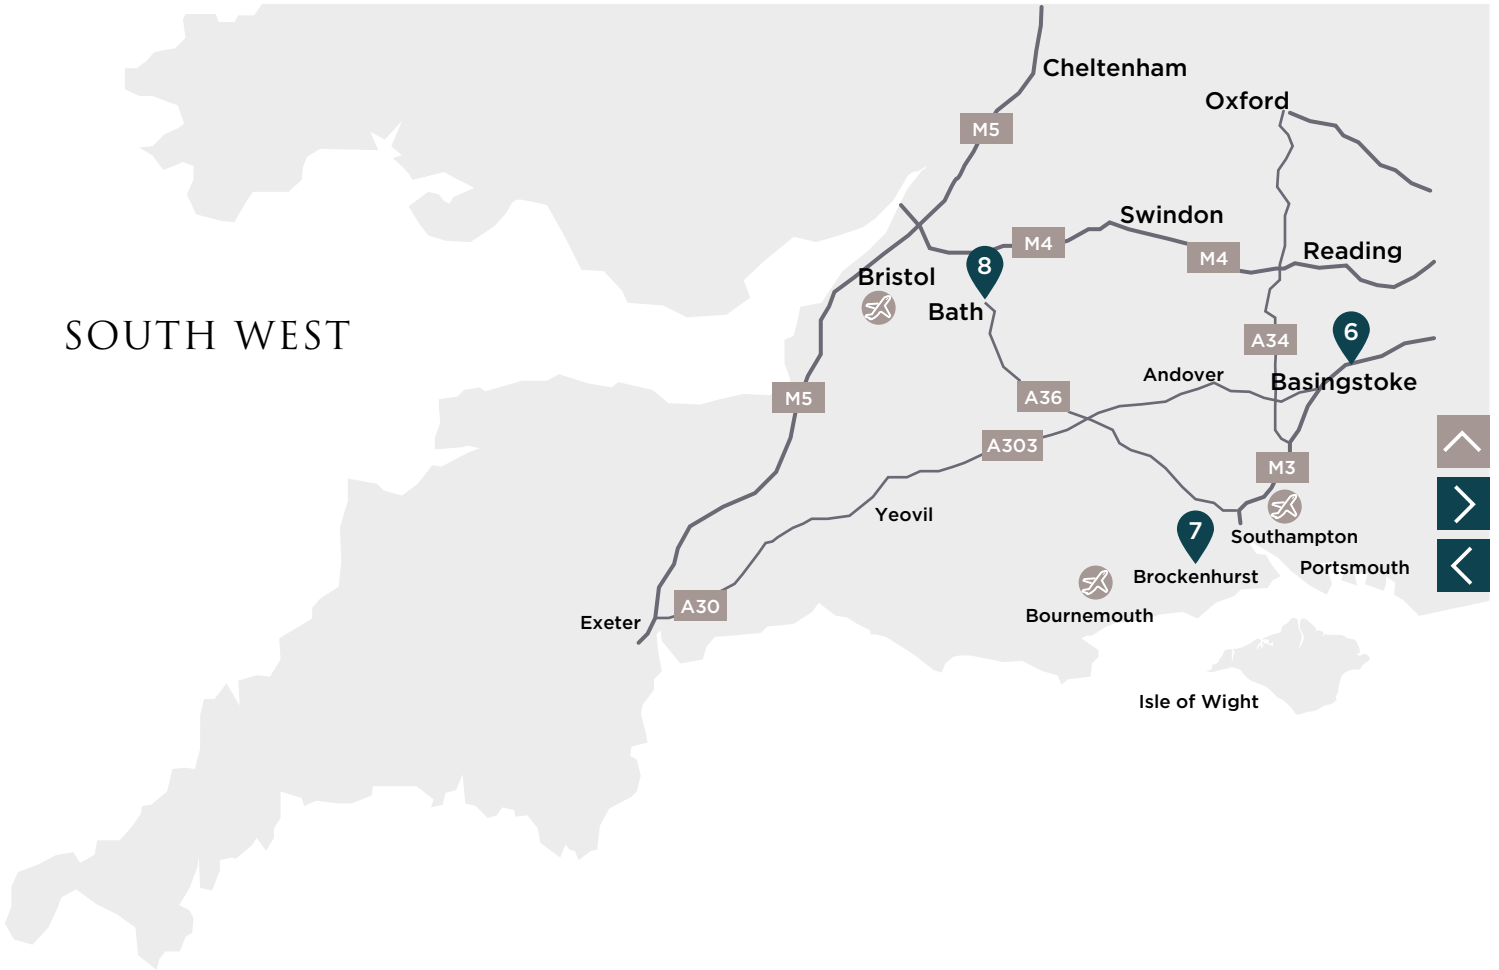 Cheltenham
Oxford
M5
Swindon
M4
Reading
M4
8
Bristol
Bath
SOUTH WEST
6
A34
Andover
Basingstoke
M5
A36
A303
M3
Yeovil
7
Southampton
Portsmouth
Brockenhurst
Bournemouth
A30
Exeter
Isle of Wight